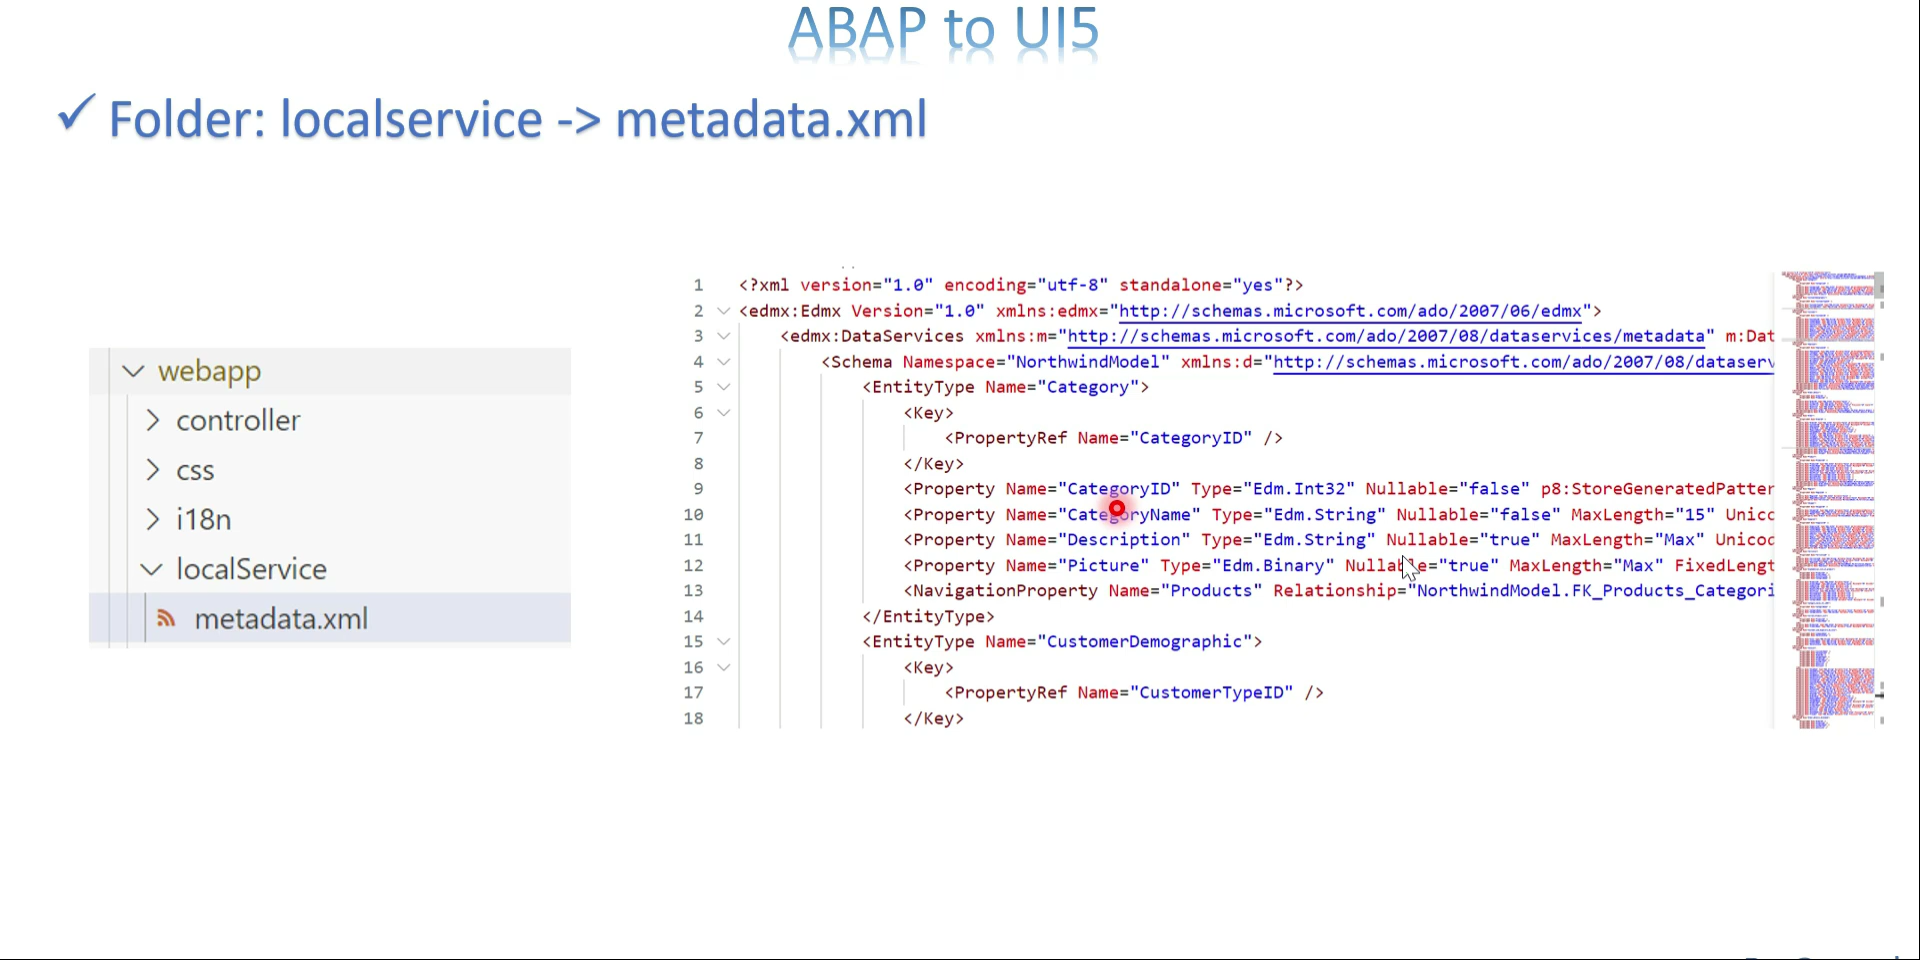 ABAP to UI5
✓ Folder: localservice -> metadata.xml
webapp
controller
css
i18n
localService
metadata.xml
1 <?xml version="1.0" encoding="utf-8" standalone="yes"?>
2 <edmx:Edmx Version="1.0" xmlns:edmx="http://schemas.microsoft.com/ado/2007/06/edmx">
3 <edmx:DataServices xmlns:m="http://schemas.microsoft.com/ado/2007/08/dataservices/metadata" m:Dat
4 <Schema Namespace="NorthwindModel" xmlns:d="http://schemas.microsoft.com/ado/2007/08/dataserv
5 <EntityType Name="Category">
6 <Key>
7 <PropertyRef Name="CategoryID" />
8 </Key>
9 <Property Name="CategoryID" Type="Edm.Int32" Nullable="false" p8:StoreGeneratedPatter
10 <Property Name="CategoryName" Type="Edm.String" Nullable="false" MaxLength="15" Unico
11 <Property Name="Description" Type="Edm.String" Nullable="true" MaxLength="Max" Unicod
12 <Property Name="Picture" Type="Edm.Binary" Nullable="true" MaxLength="Max" FixedLengt
13 <NavigationProperty Name="Products" Relationship="NorthwindModel.FK_Products_Categori
14 </EntityType>
15 <EntityType Name="CustomerDemographic">
16 <Key>
17 <PropertyRef Name="CustomerTypeID" />
18 </Key>